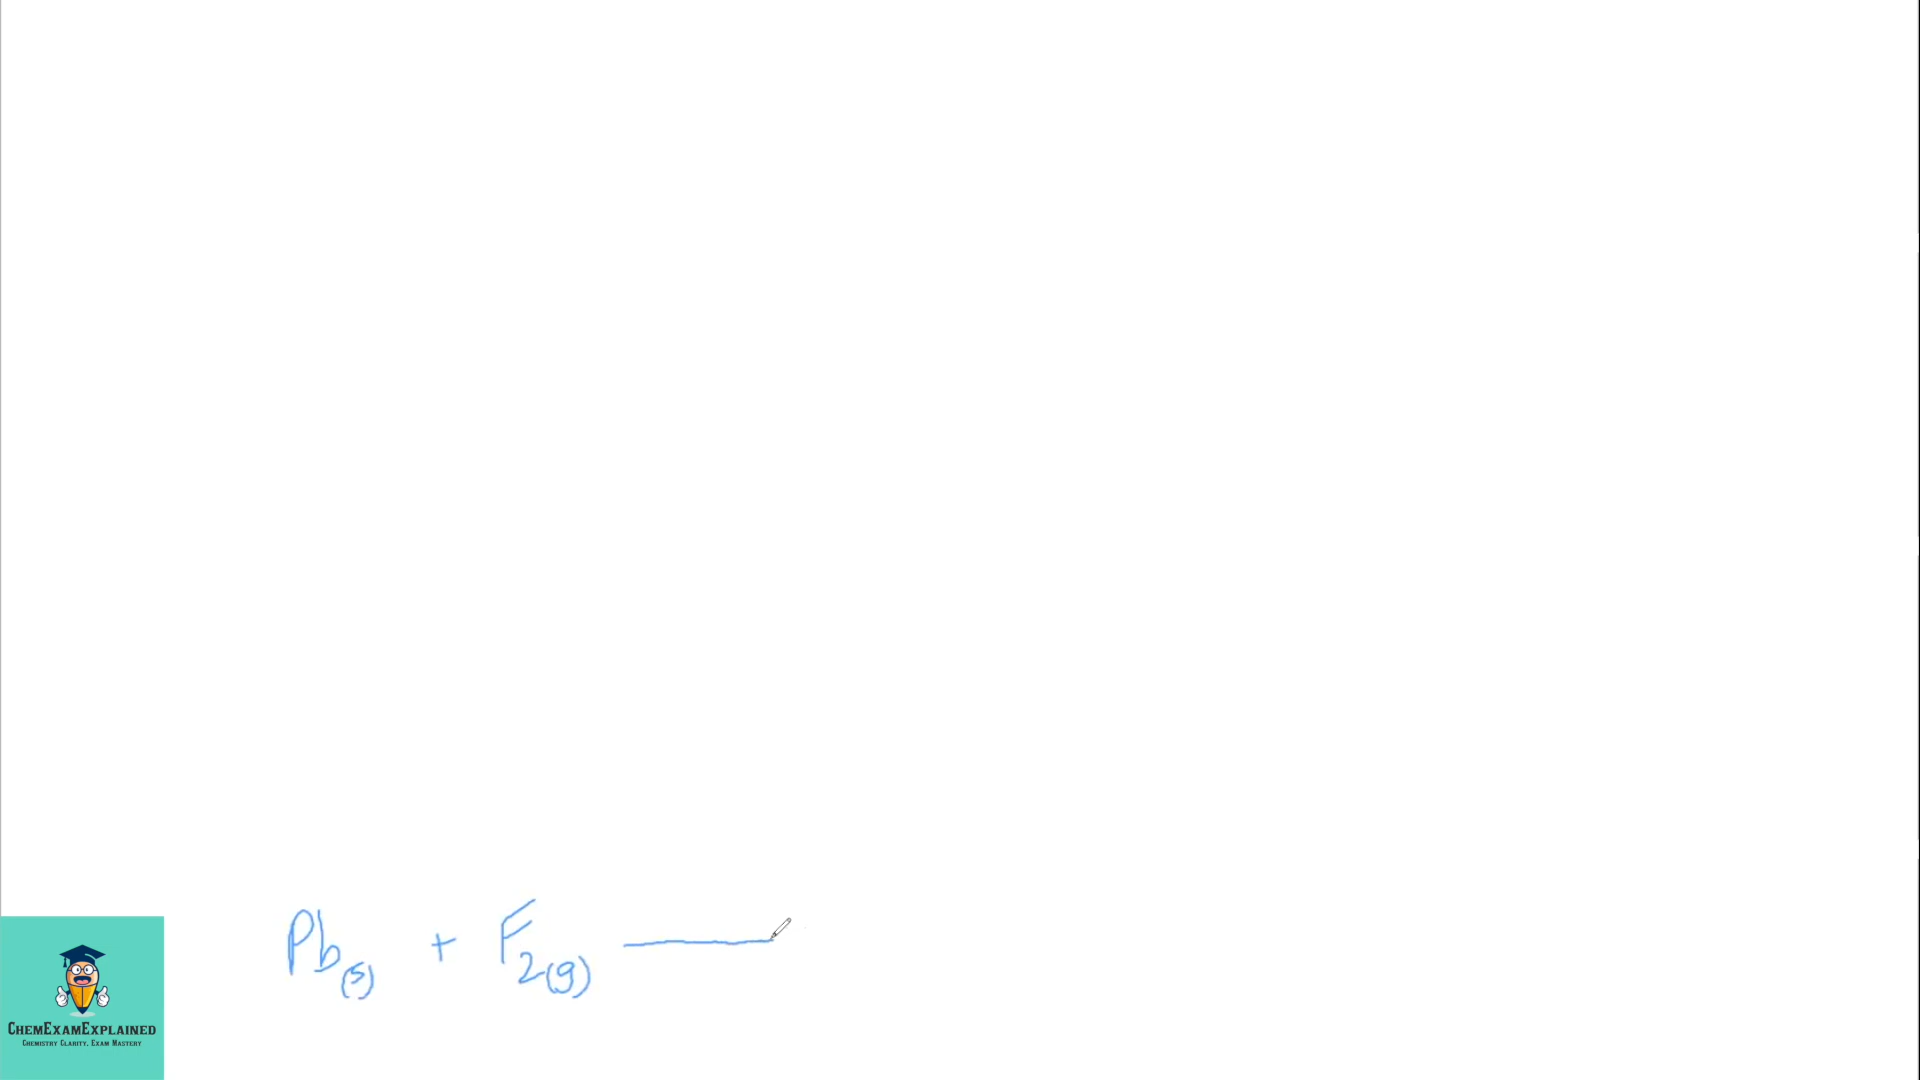 Pb(s) + F2(g) —
ChemExamExplained
Chemistry Clarity, Exam Mastery